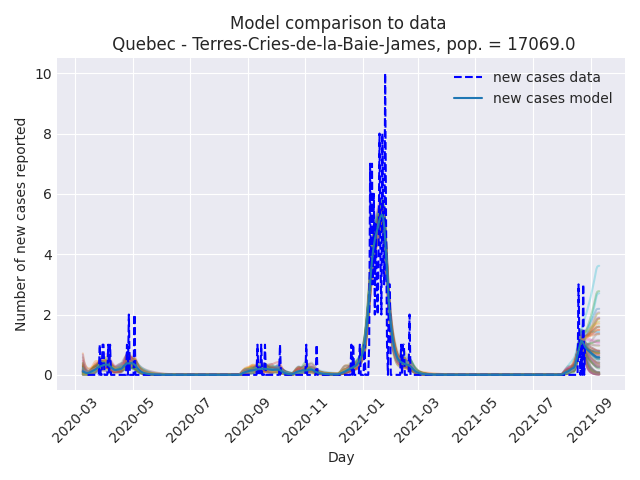 Model comparison to data
Quebec - Terres-Cries-de-la-Baie-James, pop. = 17069.0
new cases data
new cases model
Number of new cases reported
10
8
6
4
2
0
2020-03
2020-05
2020-07
2020-09
2020-11
2021-01
2021-03
2021-05
2021-07
2021-09
Day